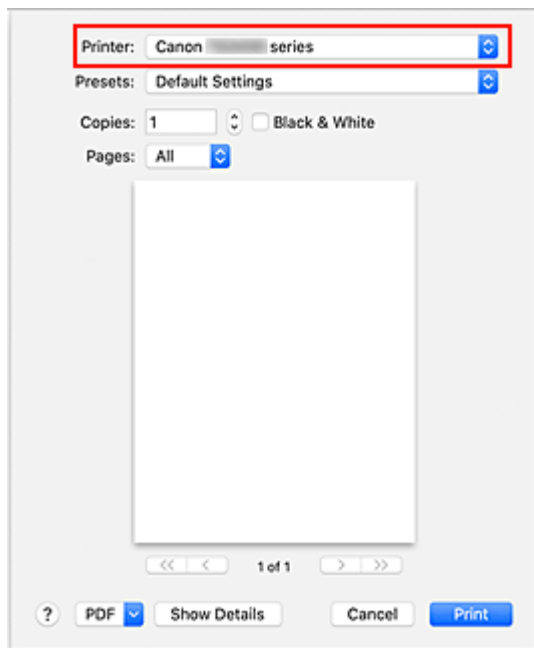 Printer: Canon series
Presets: Default Settings
Copies: 1 Black & White
Pages: All
<< < 1 of 1 > >>
? PDF Show Details Cancel Print